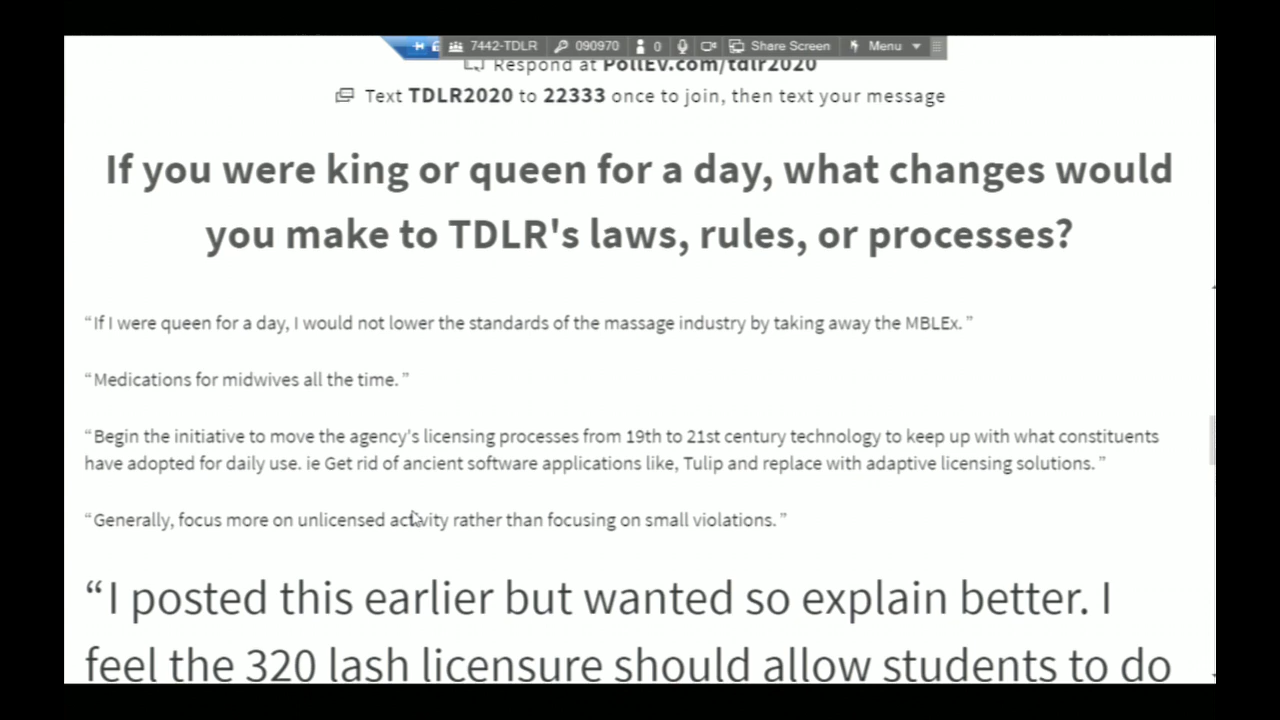 7442-TDLR 090970 0 Share Screen Menu
Respond at PollEv.com/tdlr2020
Text TDLR2020 to 22333 once to join, then text your message
If you were king or queen for a day, what changes would
you make to TDLR's laws, rules, or processes?
“If I were queen for a day, I would not lower the standards of the massage industry by taking away the MBLEx.”
“Medications for midwives all the time.”
“Begin the initiative to move the agency's licensing processes from 19th to 21st century technology to keep up with what constituents
have adopted for daily use. ie Get rid of ancient software applications like, Tulip and replace with adaptive licensing solutions.”
“Generally, focus more on unlicensed activity rather than focusing on small violations.”
“I posted this earlier but wanted so explain better. I
feel the 320 lash licensure should allow students to do